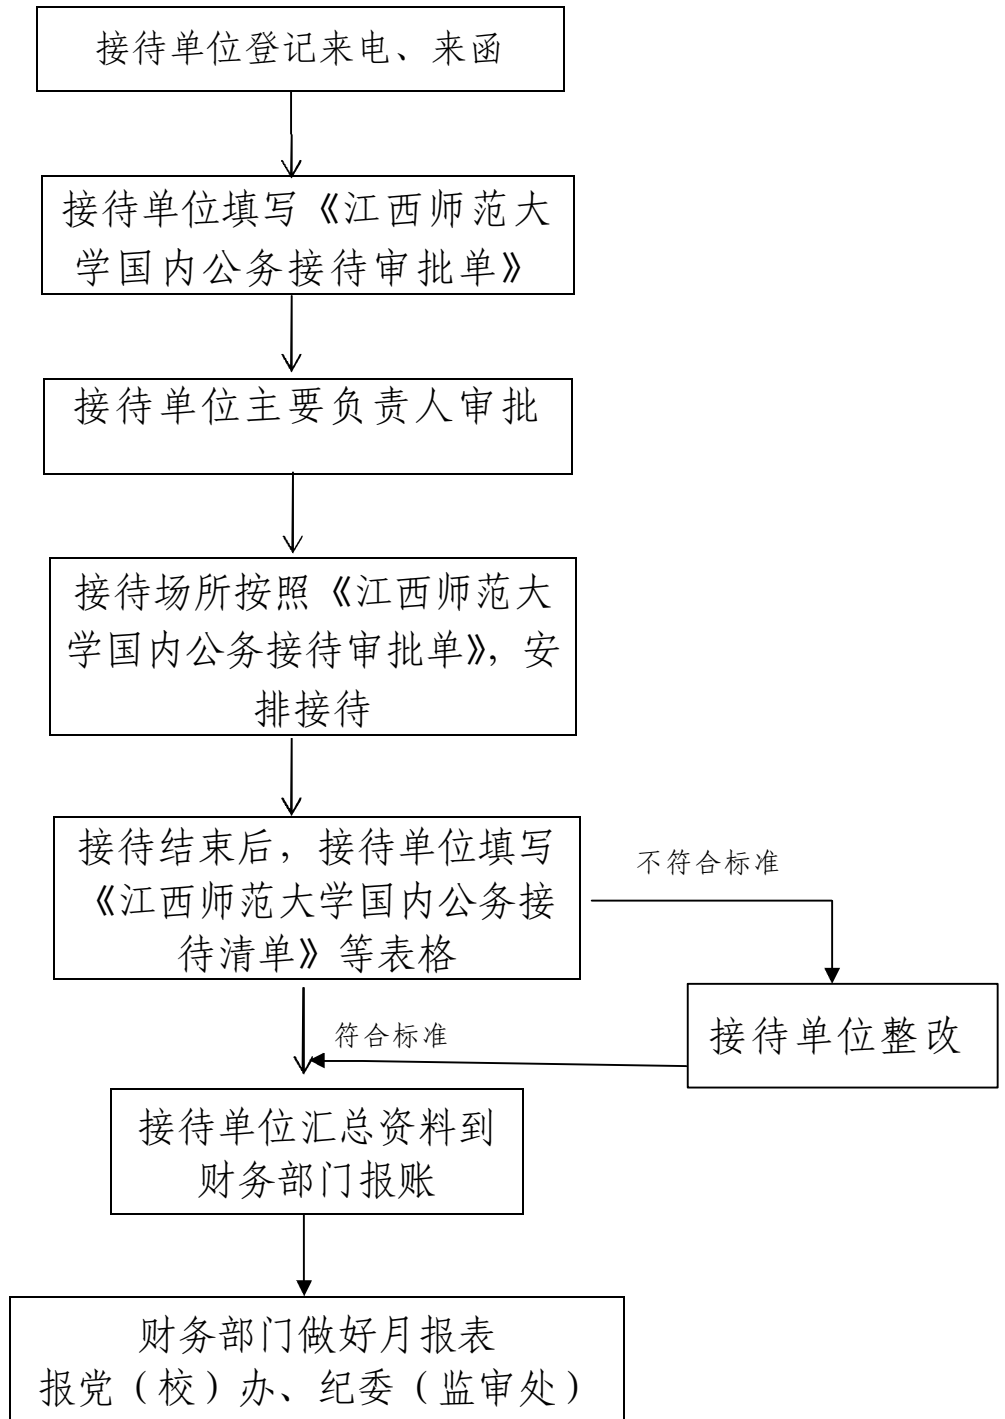 接待单位登记来电、来函
接待单位填写《江西师范大
学国内公务接待审批单》
接待单位主要负责人审批
接待场所按照《江西师范大
学国内公务接待审批单》，安
排接待
接待结束后，接待单位填写
《江西师范大学国内公务接
待清单》等表格
不符合标准
接待单位整改
符合标准
接待单位汇总资料到
财务部门报账
财务部门做好月报表
报党（校）办、纪委（监审处）